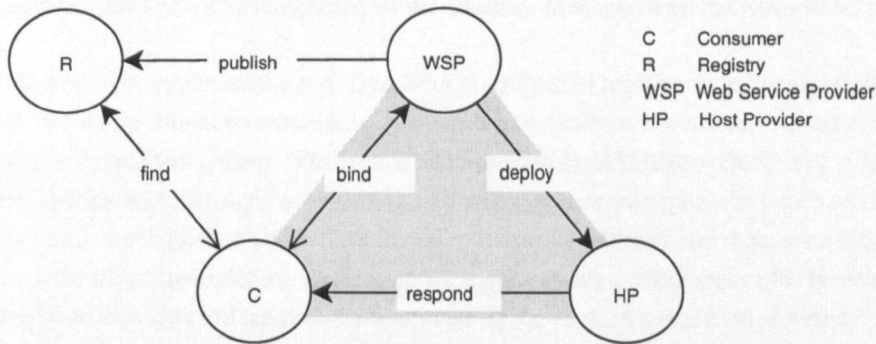 R
publish
WSP
C Consumer
R Registry
WSP Web Service Provider
HP Host Provider
find
bind
deploy
C
respond
HP